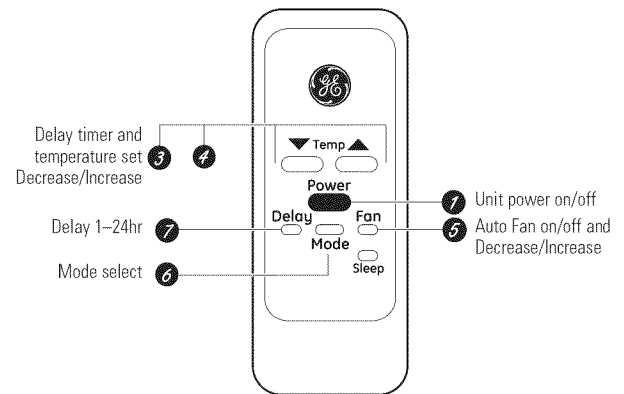 GE
Delay timer and
temperature set
Decrease/Increase
3 4
Temp
Power
1 Unit power on/off
Delay 1–24hr 7
Delay
Fan
5 Auto Fan on/off and
Decrease/Increase
Mode
Mode select 6
Sleep